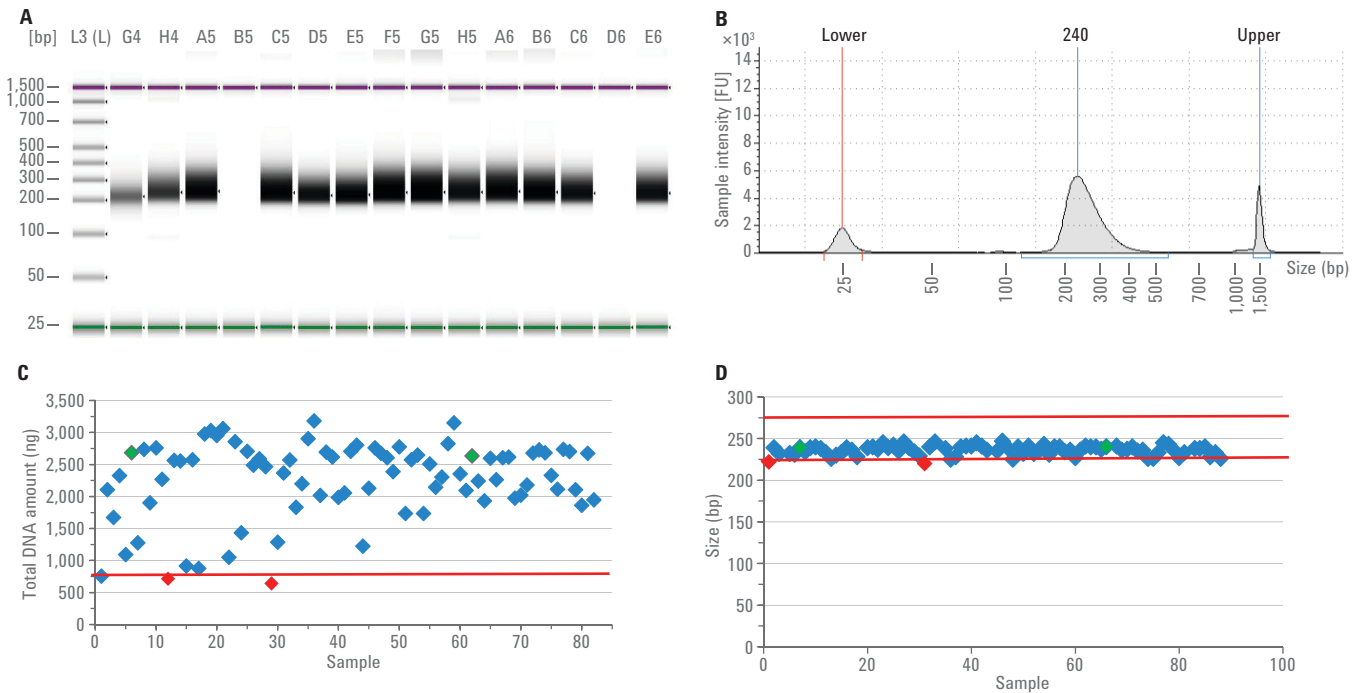 A
[bp] L3 (L) G4 H4 A5 B5 C5 D5 E5 F5 G5 H5 A6 B6 C6 D6 E6
1,500
1,000
700
500
400
300
200
100
50
25
B
×10³ Lower 240 Upper
Sample intensity [FU]
14
12
10
8
6
4
2
0
25 50 100 200 300 400 500 700 1,000 1,500 Size (bp)
C
Total DNA amount (ng)
3,500
3,000
2,500
2,000
1,500
1,000
500
0
0 10 20 30 40 50 60 70 80
Sample
D
Size (bp)
300
250
200
150
100
50
0
0 20 40 60 80 100
Sample